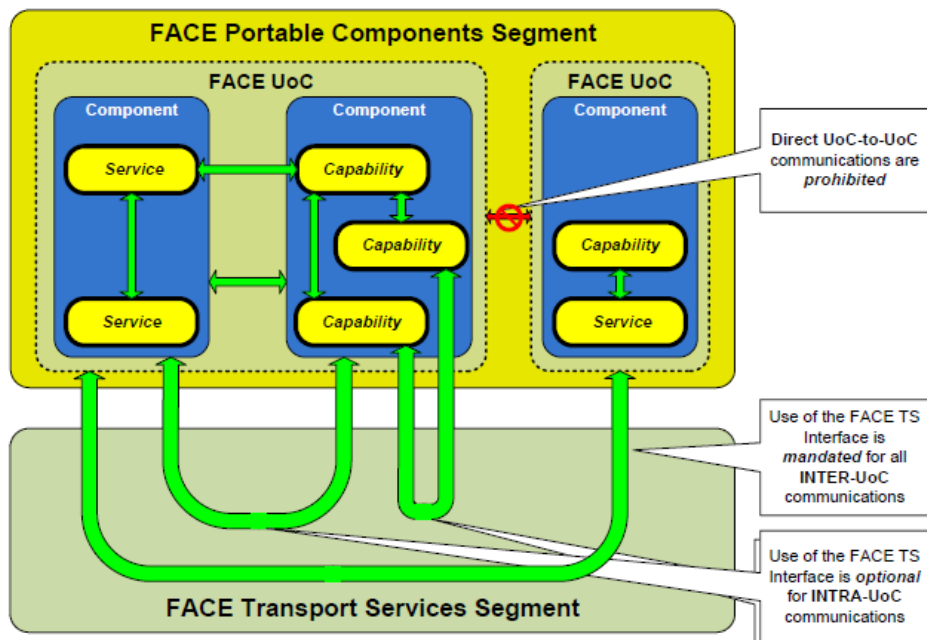 FACE Portable Components Segment
FACE UoC
Component
Service
Service
Component
Capability
Capability
Capability
FACE UoC
Component
Capability
Service
Direct UoC-to-UoC
communications are
prohibited
Use of the FACE TS
Interface is
mandated for all
INTER-UoC
communications
Use of the FACE TS
Interface is optional
for INTRA-UoC
communications
FACE Transport Services Segment